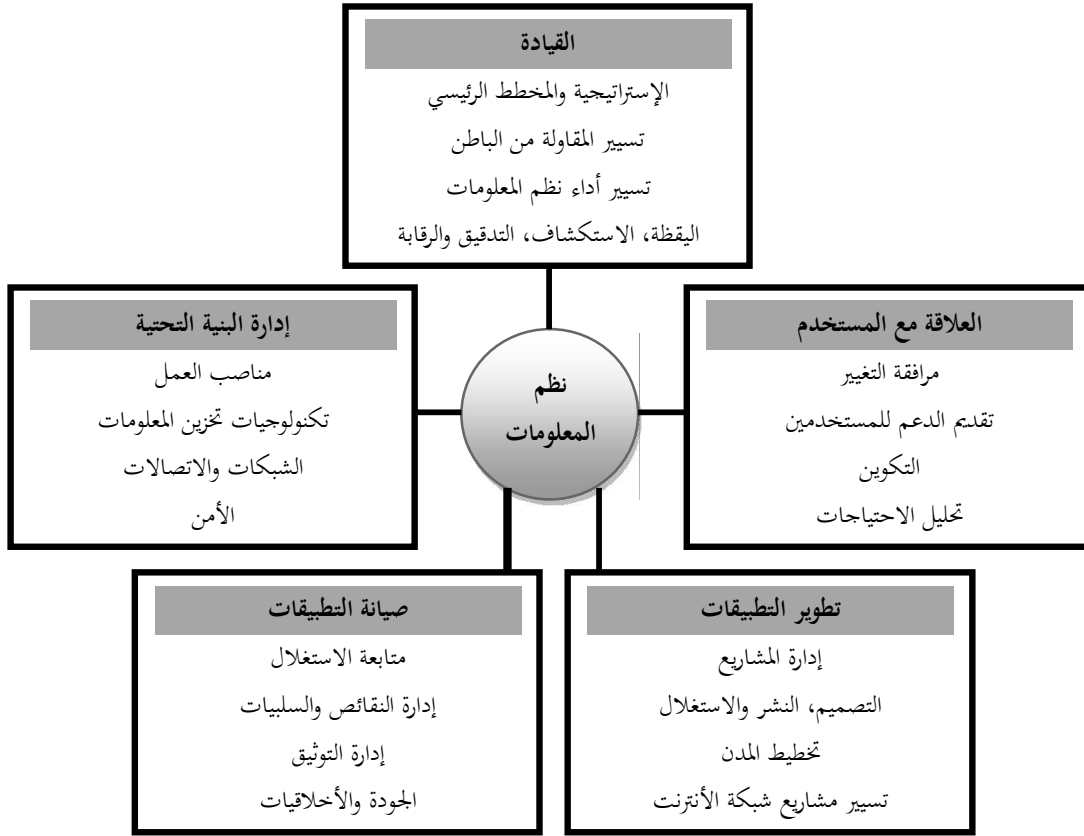 القيادة
الإستراتيجية والمخطط الرئيسي
تسيير المقاولة من الباطن
تسيير أداء نظم المعلومات
اليقظة، الاستكشاف، التدقيق والرقابة
العلاقة مع المستخدم
مرافقة التغيير
تقديم الدعم للمستخدمين
التكوين
تحليل الاحتياجات
نظم
المعلومات
إدارة البنية التحتية
مناصب العمل
تكنولوجيات تخزين المعلومات
الشبكات والاتصالات
الأمن
تطوير التطبيقات
إدارة المشاريع
التصميم، النشر والاستغلال
تخطيط المدن
تسيير مشاريع شبكة الأنترنت
صيانة التطبيقات
متابعة الاستغلال
إدارة النقائص والسلبيات
إدارة التوثيق
الجودة والأخلاقيات